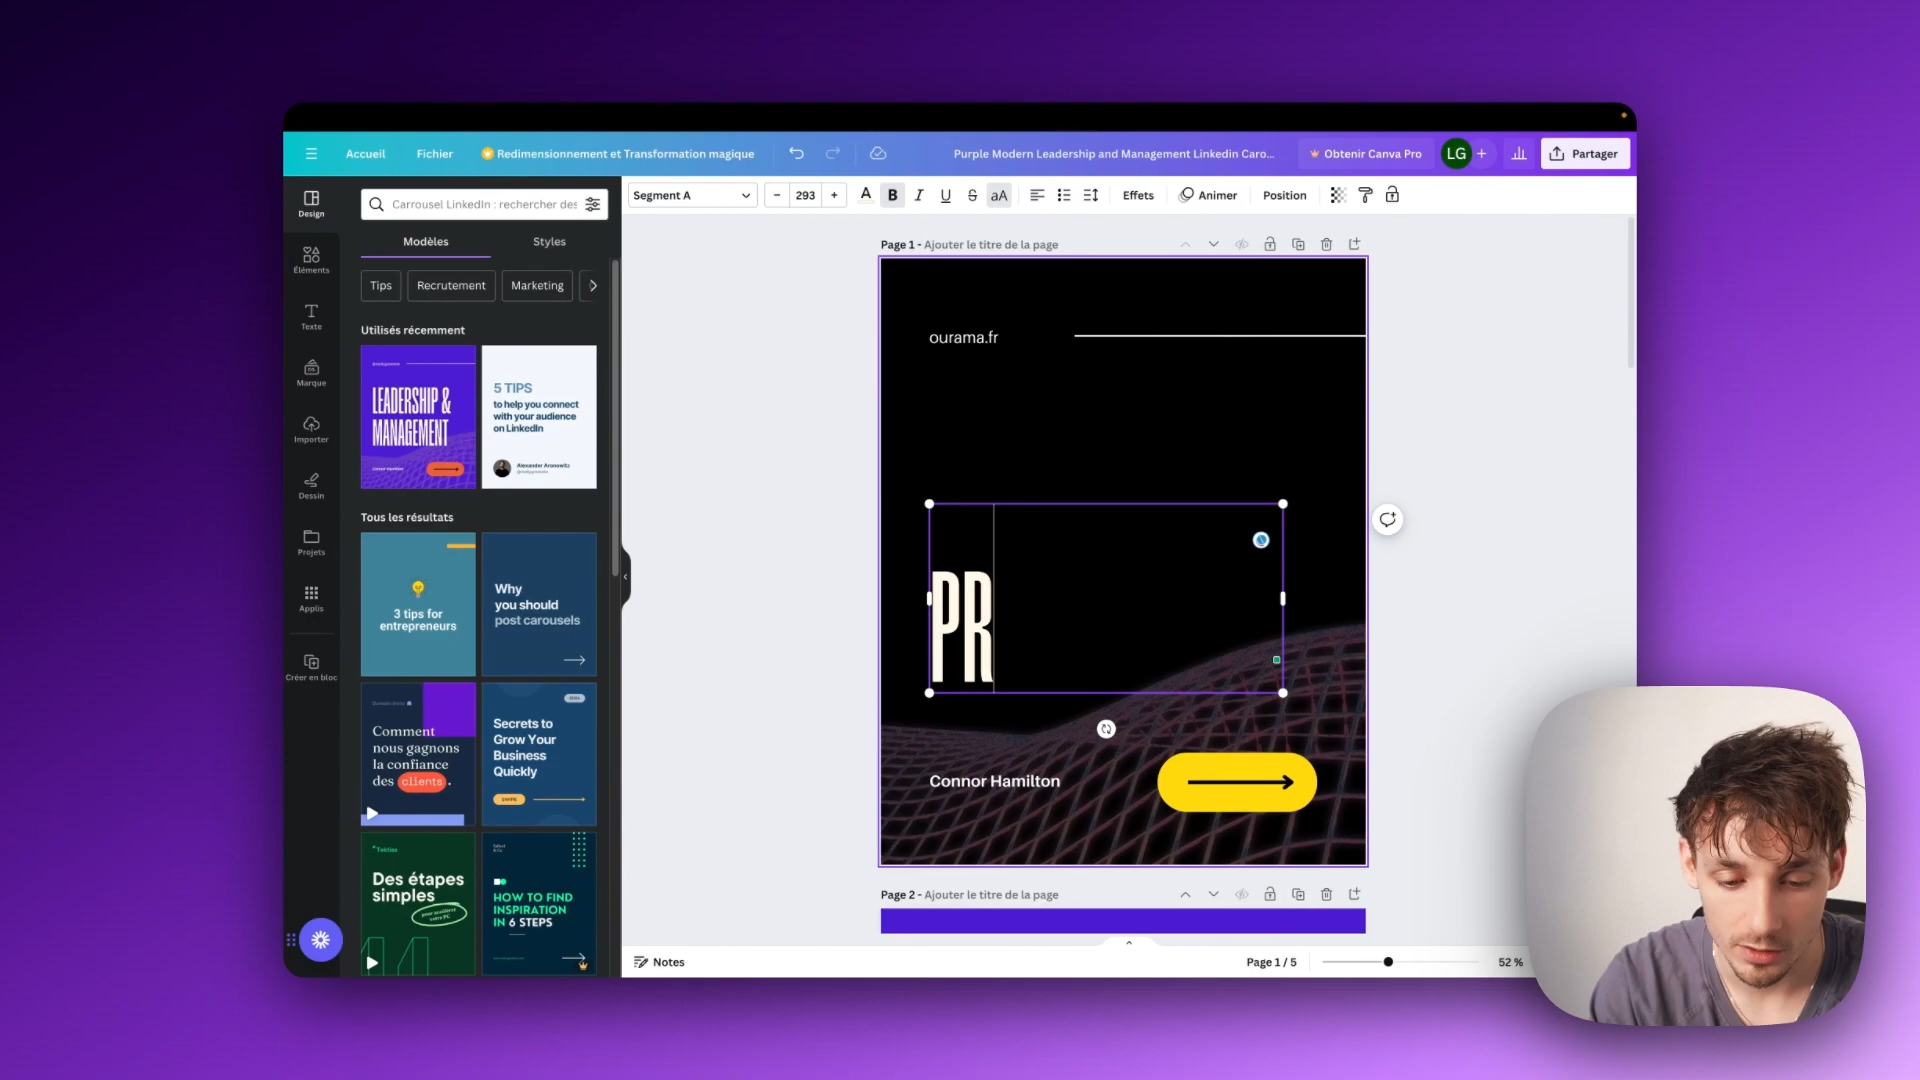 Accueil
Fichier
Redimensionnement et Transformation magique
Purple Modern Leadership and Management Linkedin Caro...
Obtenir Canva Pro
LG
Partager
Design
Éléments
Texte
Marque
Importer
Dessin
Projets
Applis
Créer en bloc
Carrousel LinkedIn : rechercher des
Modèles
Styles
Tips
Recrutement
Marketing
Utilisés récemment
LEADERSHIP &
MANAGEMENT
5 TIPS
to help you connect
with your audience
on LinkedIn
Alexander Aronowitz
Tous les résultats
3 tips for
entrepreneurs
Why
you should
post carousels
Comment
nous gagnons
la confiance
des clients.
Secrets to
Grow Your
Business
Quickly
Des étapes
simples
HOW TO FIND
INSPIRATION
IN 6 STEPS
Segment A
293
A
B
I
U
S
aA
Effets
Animer
Position
Page 1 - Ajouter le titre de la page
ourama.fr
PR
Connor Hamilton
Page 2 - Ajouter le titre de la page
Notes
Page 1 / 5
52 %